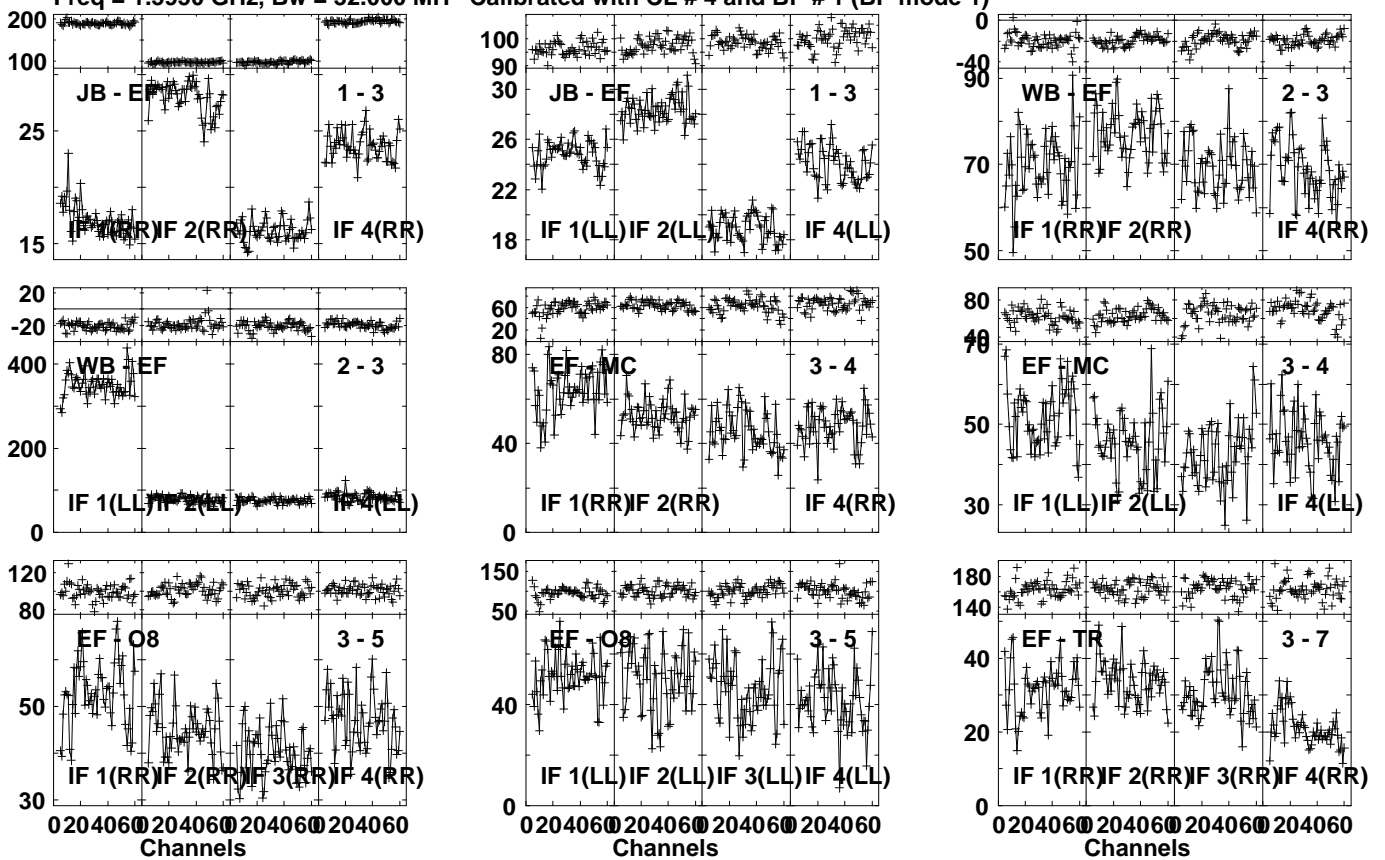 Freq = 1.5956 GHz, Bw = 32.000 MH Calibrated with CL # 4 and BP # 1 (BP mode 1)
200
100
JB - EF 1 - 3
25
15
IF 1(RR) IF 2(RR) IF 4(RR)
100
90
30
JB - EF 1 - 3
26
22
18
IF 1(LL) IF 2(LL) IF 4(LL)
0
-40
90
WB - EF 2 - 3
70
50
IF 1(RR) IF 2(RR) IF 4(RR)
20
-20
400
WB - EF 2 - 3
200
0
IF 1(LL) IF 2(LL) IF 4(LL)
60
20
80
EF - MC 3 - 4
40
0
IF 1(RR) IF 2(RR) IF 4(RR)
80
40
70
EF - MC 3 - 4
50
30
IF 1(LL) IF 2(LL) IF 4(LL)
120
80
EF - O8 3 - 5
50
30
IF 1(RR) IF 2(RR) IF 3(RR) IF 4(RR)
0 20 40 60 0 20 40 60 0 20 40 60 0 20 40 60
Channels
150
50
EF - O8 3 - 5
40
0
IF 1(LL) IF 2(LL) IF 3(LL) IF 4(LL)
0 20 40 60 0 20 40 60 0 20 40 60 0 20 40 60
Channels
180
140
EF - TR 3 - 7
40
20
0
IF 1(RR) IF 2(RR) IF 3(RR) IF 4(RR)
0 20 40 60 0 20 40 60 0 20 40 60 0 20 40 60
Channels